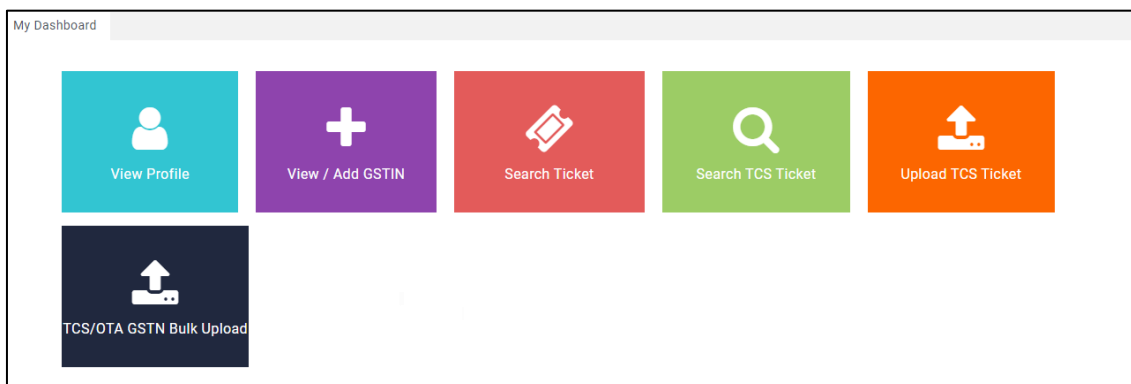 My Dashboard
View Profile
View / Add GSTIN
Search Ticket
Search TCS Ticket
Upload TCS Ticket
TCS/OTA GSTN Bulk Upload